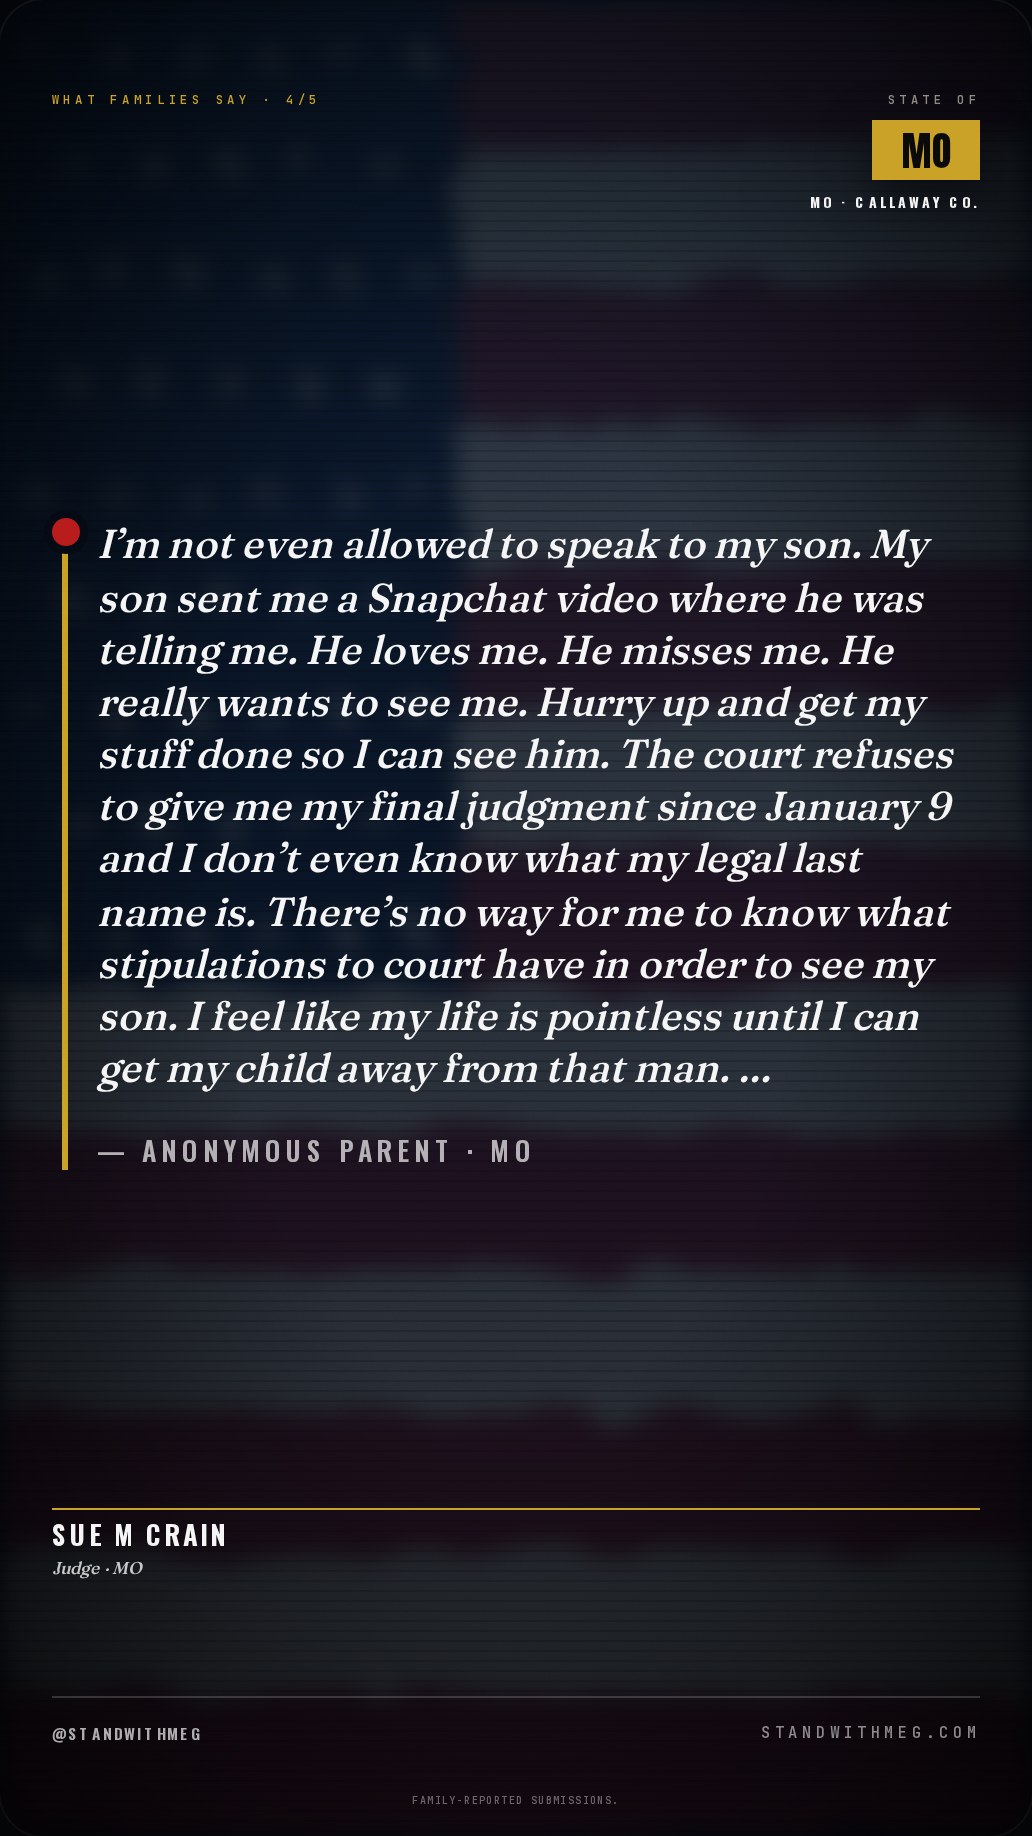 WHAT FAMILIES SAY · 4/5
STATE OF
MO
MO · CALLAWAY CO.
I’m not even allowed to speak to my son. My
son sent me a Snapchat video where he was
telling me. He loves me. He misses me. He
really wants to see me. Hurry up and get my
stuff done so I can see him. The court refuses
to give me my final judgment since January 9
and I don’t even know what my legal last
name is. There’s no way for me to know what
stipulations to court have in order to see my
son. I feel like my life is pointless until I can
get my child away from that man. …
— ANONYMOUS PARENT · MO
SUE M CRAIN
Judge · MO
@STANDWITHMEG
STANDWITHMEG.COM
FAMILY-REPORTED SUBMISSIONS.